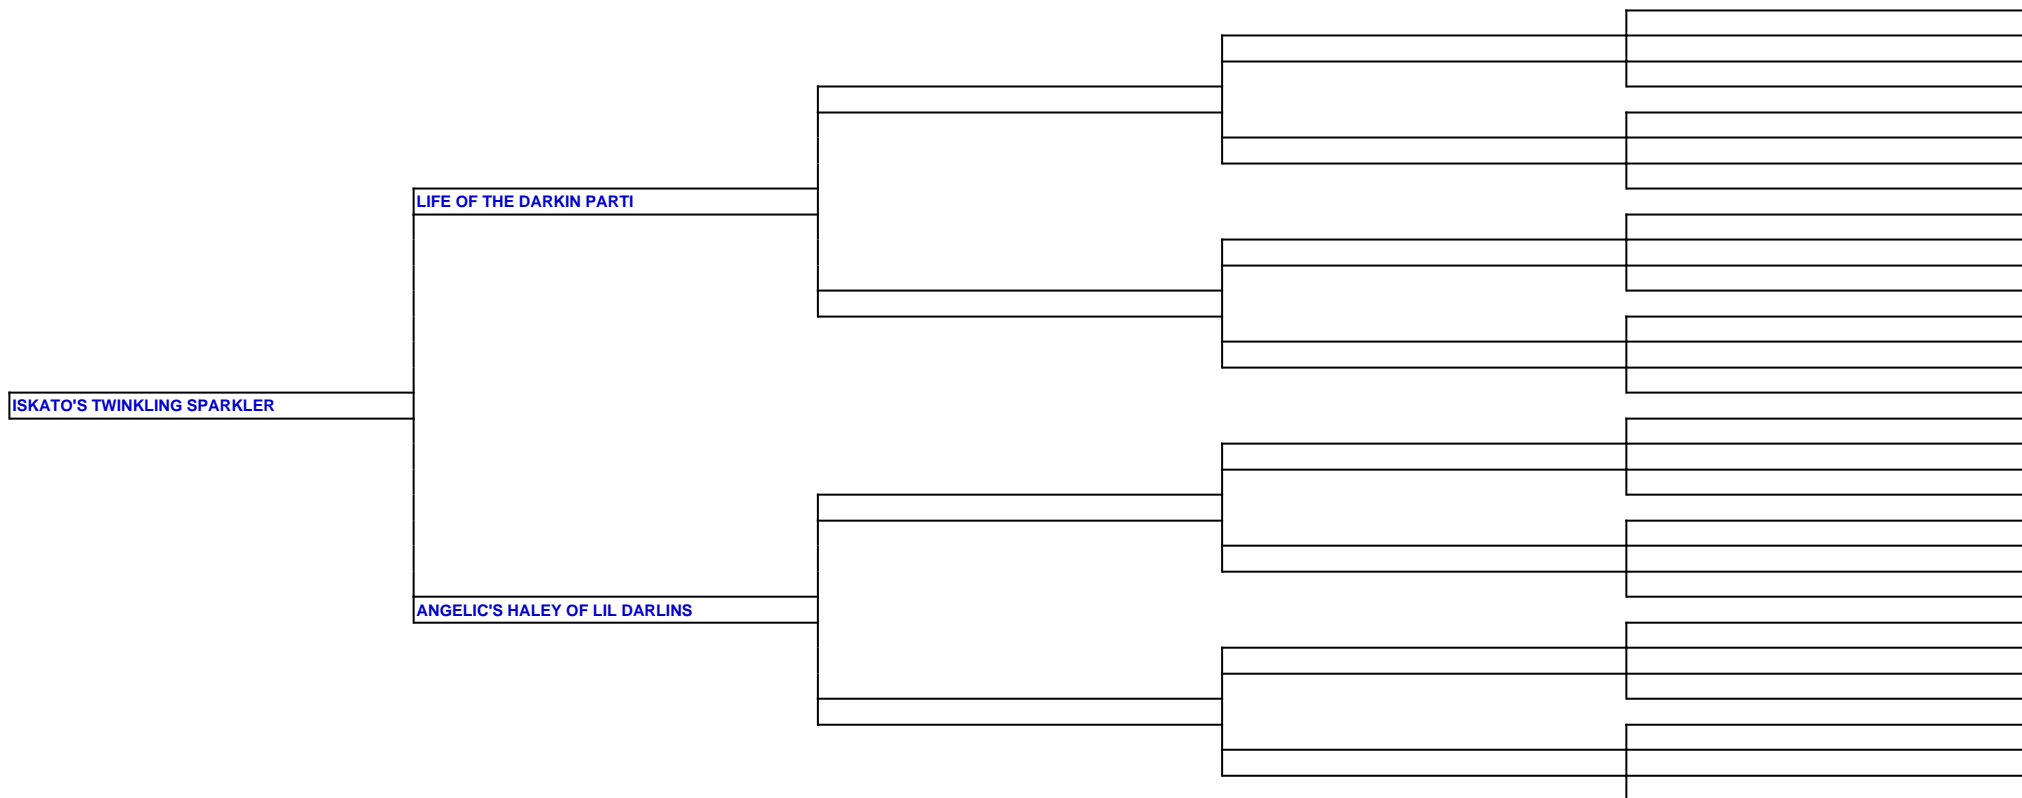 LIFE OF THE DARKIN PARTI
ISKATO'S TWINKLING SPARKLER
ANGELIC'S HALEY OF LIL DARLINS